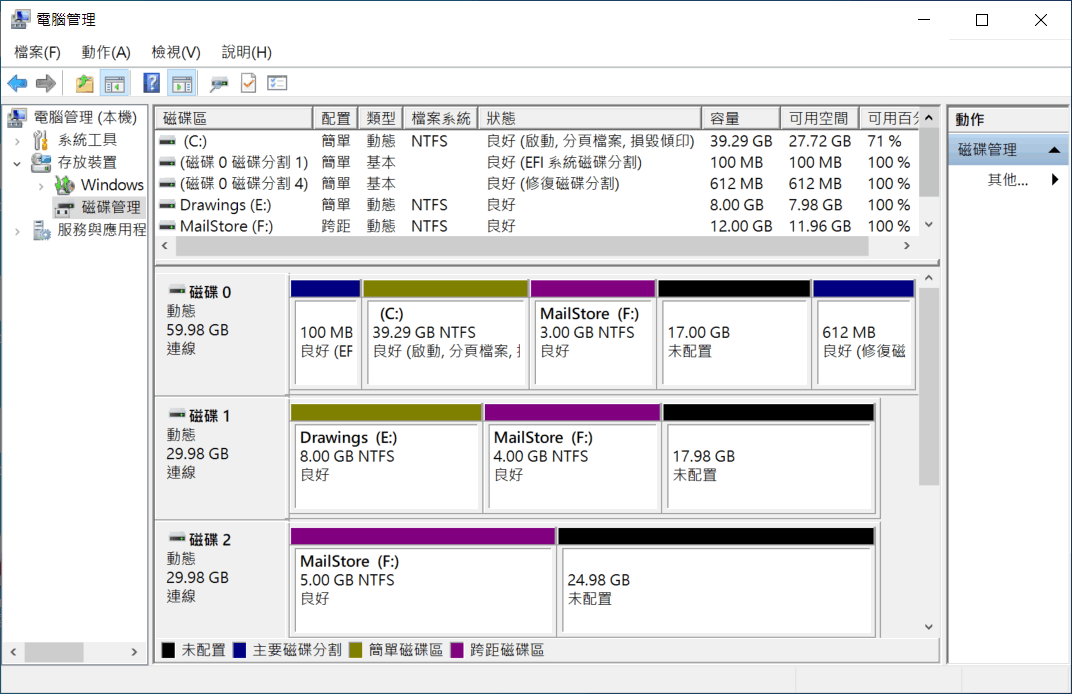 電腦管理
檔案(F) 動作(A) 檢視(V) 說明(H)
電腦管理 (本機)
系統工具
存放裝置
Windows
磁碟管理
服務與應用程
磁碟區 配置 類型 檔案系統 狀態 容量 可用空間 可用百分
(C:) 簡單 動態 NTFS 良好 (啟動, 分頁檔案, 損毀傾印) 39.29 GB 27.72 GB 71 %
(磁碟 0 磁碟分割 1) 簡單 基本 良好 (EFI 系統磁碟分割) 100 MB 100 MB 100 %
(磁碟 0 磁碟分割 4) 簡單 基本 良好 (修復磁碟分割) 612 MB 612 MB 100 %
Drawings (E:) 簡單 動態 NTFS 良好 8.00 GB 7.98 GB 100 %
MailStore (F:) 跨距 動態 NTFS 良好 12.00 GB 11.96 GB 100 %
磁碟 0
動態
59.98 GB
連線
100 MB
良好 (EF
(C:)
39.29 GB NTFS
良好 (啟動, 分頁檔案,
MailStore (F:)
3.00 GB NTFS
良好
17.00 GB
未配置
612 MB
良好 (修復磁
磁碟 1
動態
29.98 GB
連線
Drawings (E:)
8.00 GB NTFS
良好
MailStore (F:)
4.00 GB NTFS
良好
17.98 GB
未配置
磁碟 2
動態
29.98 GB
連線
MailStore (F:)
5.00 GB NTFS
良好
24.98 GB
未配置
未配置 主要磁碟分割 簡單磁碟區 跨距磁碟區
動作
磁碟管理
其他...